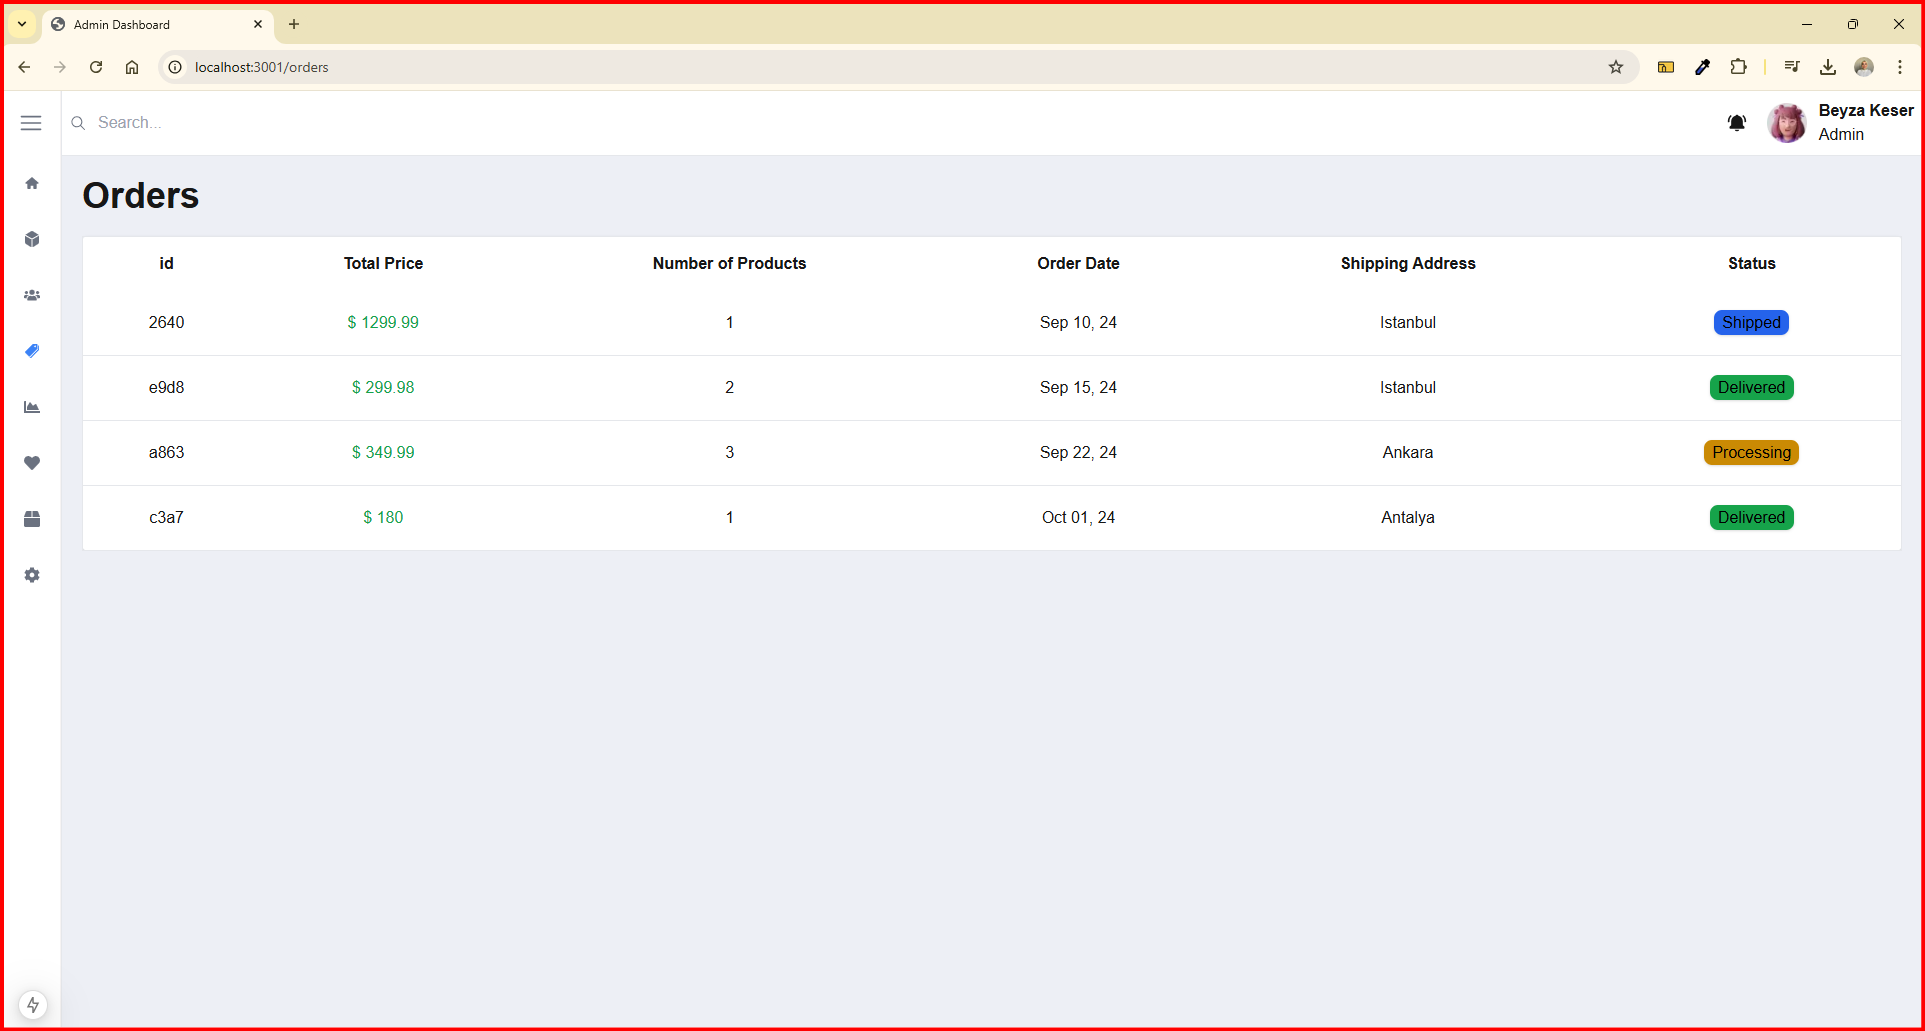 Admin Dashboard
localhost:3001/orders
Search...
Beyza Keser
Admin
Orders
id Total Price Number of Products Order Date Shipping Address Status
2640 $ 1299.99 1 Sep 10, 24 Istanbul Shipped
e9d8 $ 299.98 2 Sep 15, 24 Istanbul Delivered
a863 $ 349.99 3 Sep 22, 24 Ankara Processing
c3a7 $ 180 1 Oct 01, 24 Antalya Delivered